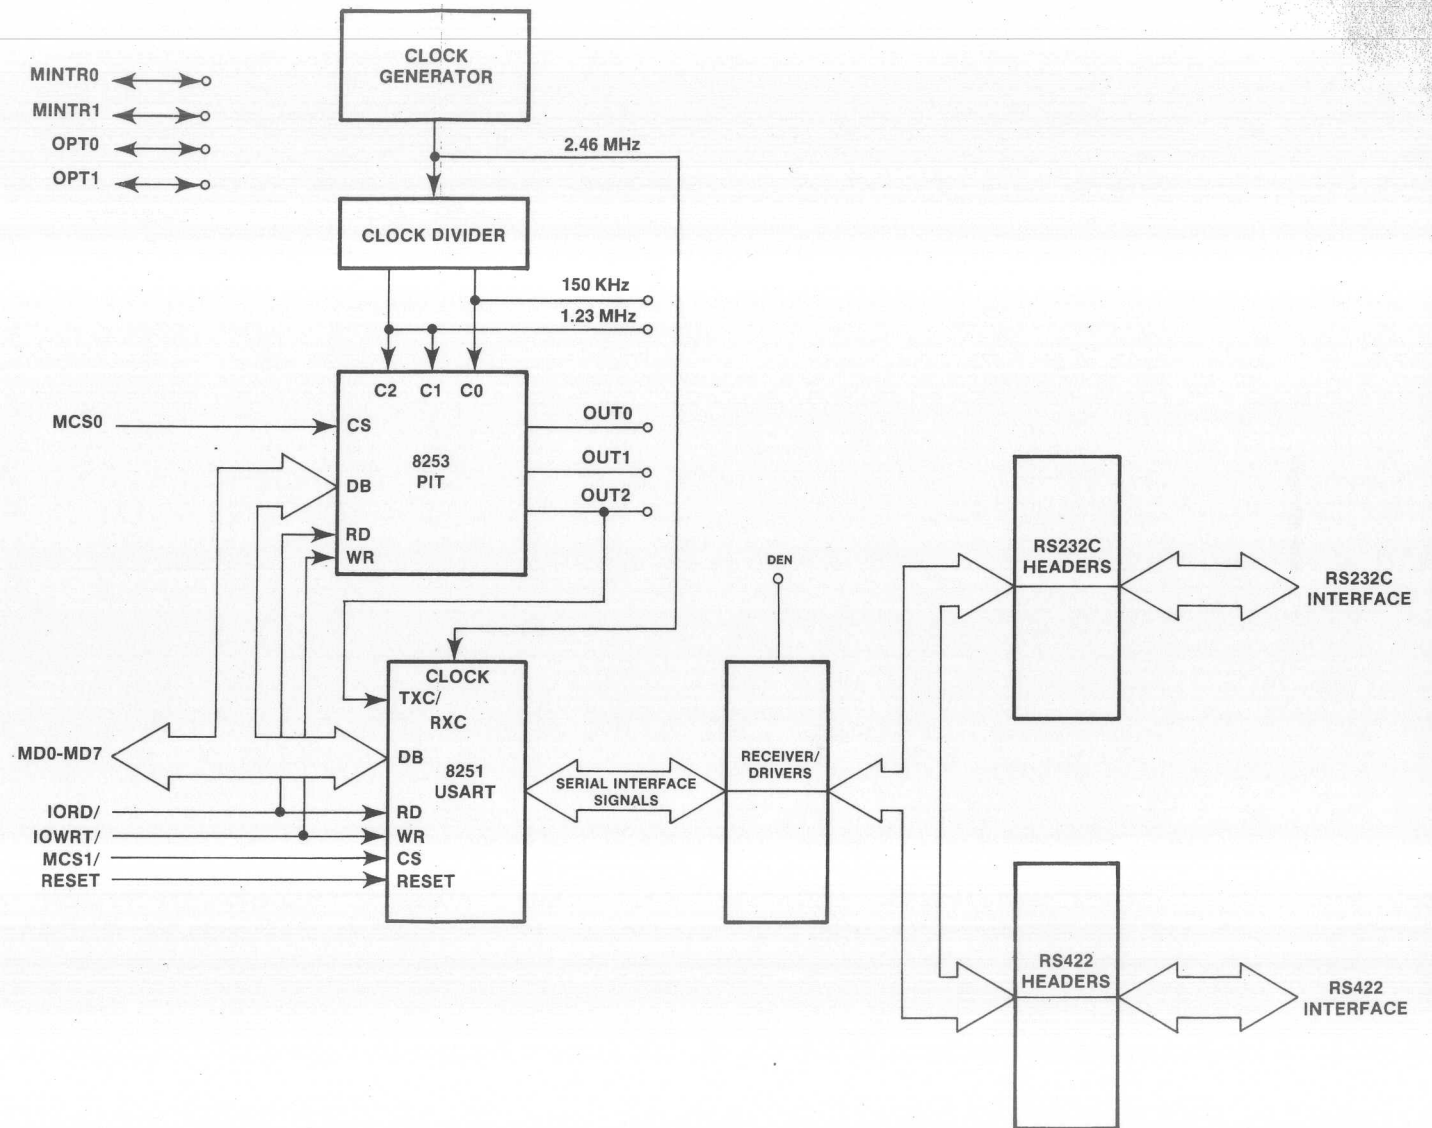 CLOCK
GENERATOR
MINTR0
MINTR1
OPT0
OPT1
2.46 MHz
CLOCK DIVIDER
150 KHz
1.23 MHz
C2 C1 C0
MCS0
CS
8253
PIT
DB
RD
WR
OUT0
OUT1
OUT2
DEN
RS232C
HEADERS
RS232C
INTERFACE
CLOCK
TXC/
RXC
MD0-MD7
DB
8251
USART
SERIAL INTERFACE
SIGNALS
RECEIVER/
DRIVERS
IORD/
RD
IOWRT/
WR
MCS1/
CS
RESET
RESET
RS422
HEADERS
RS422
INTERFACE